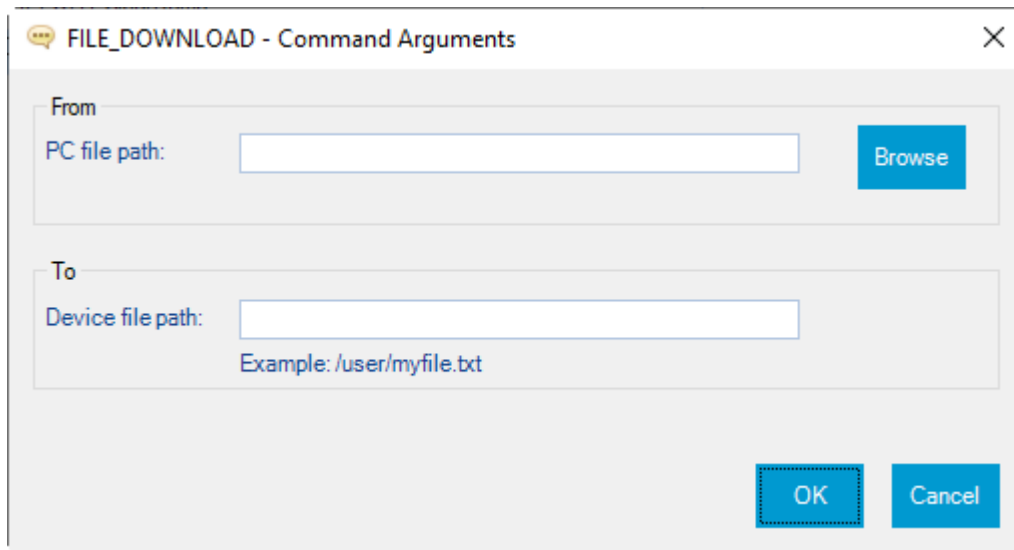 FILE_DOWNLOAD - Command Arguments
From
PC file path:
Browse
To
Device file path:
Example: /user/myfile.txt
OK
Cancel